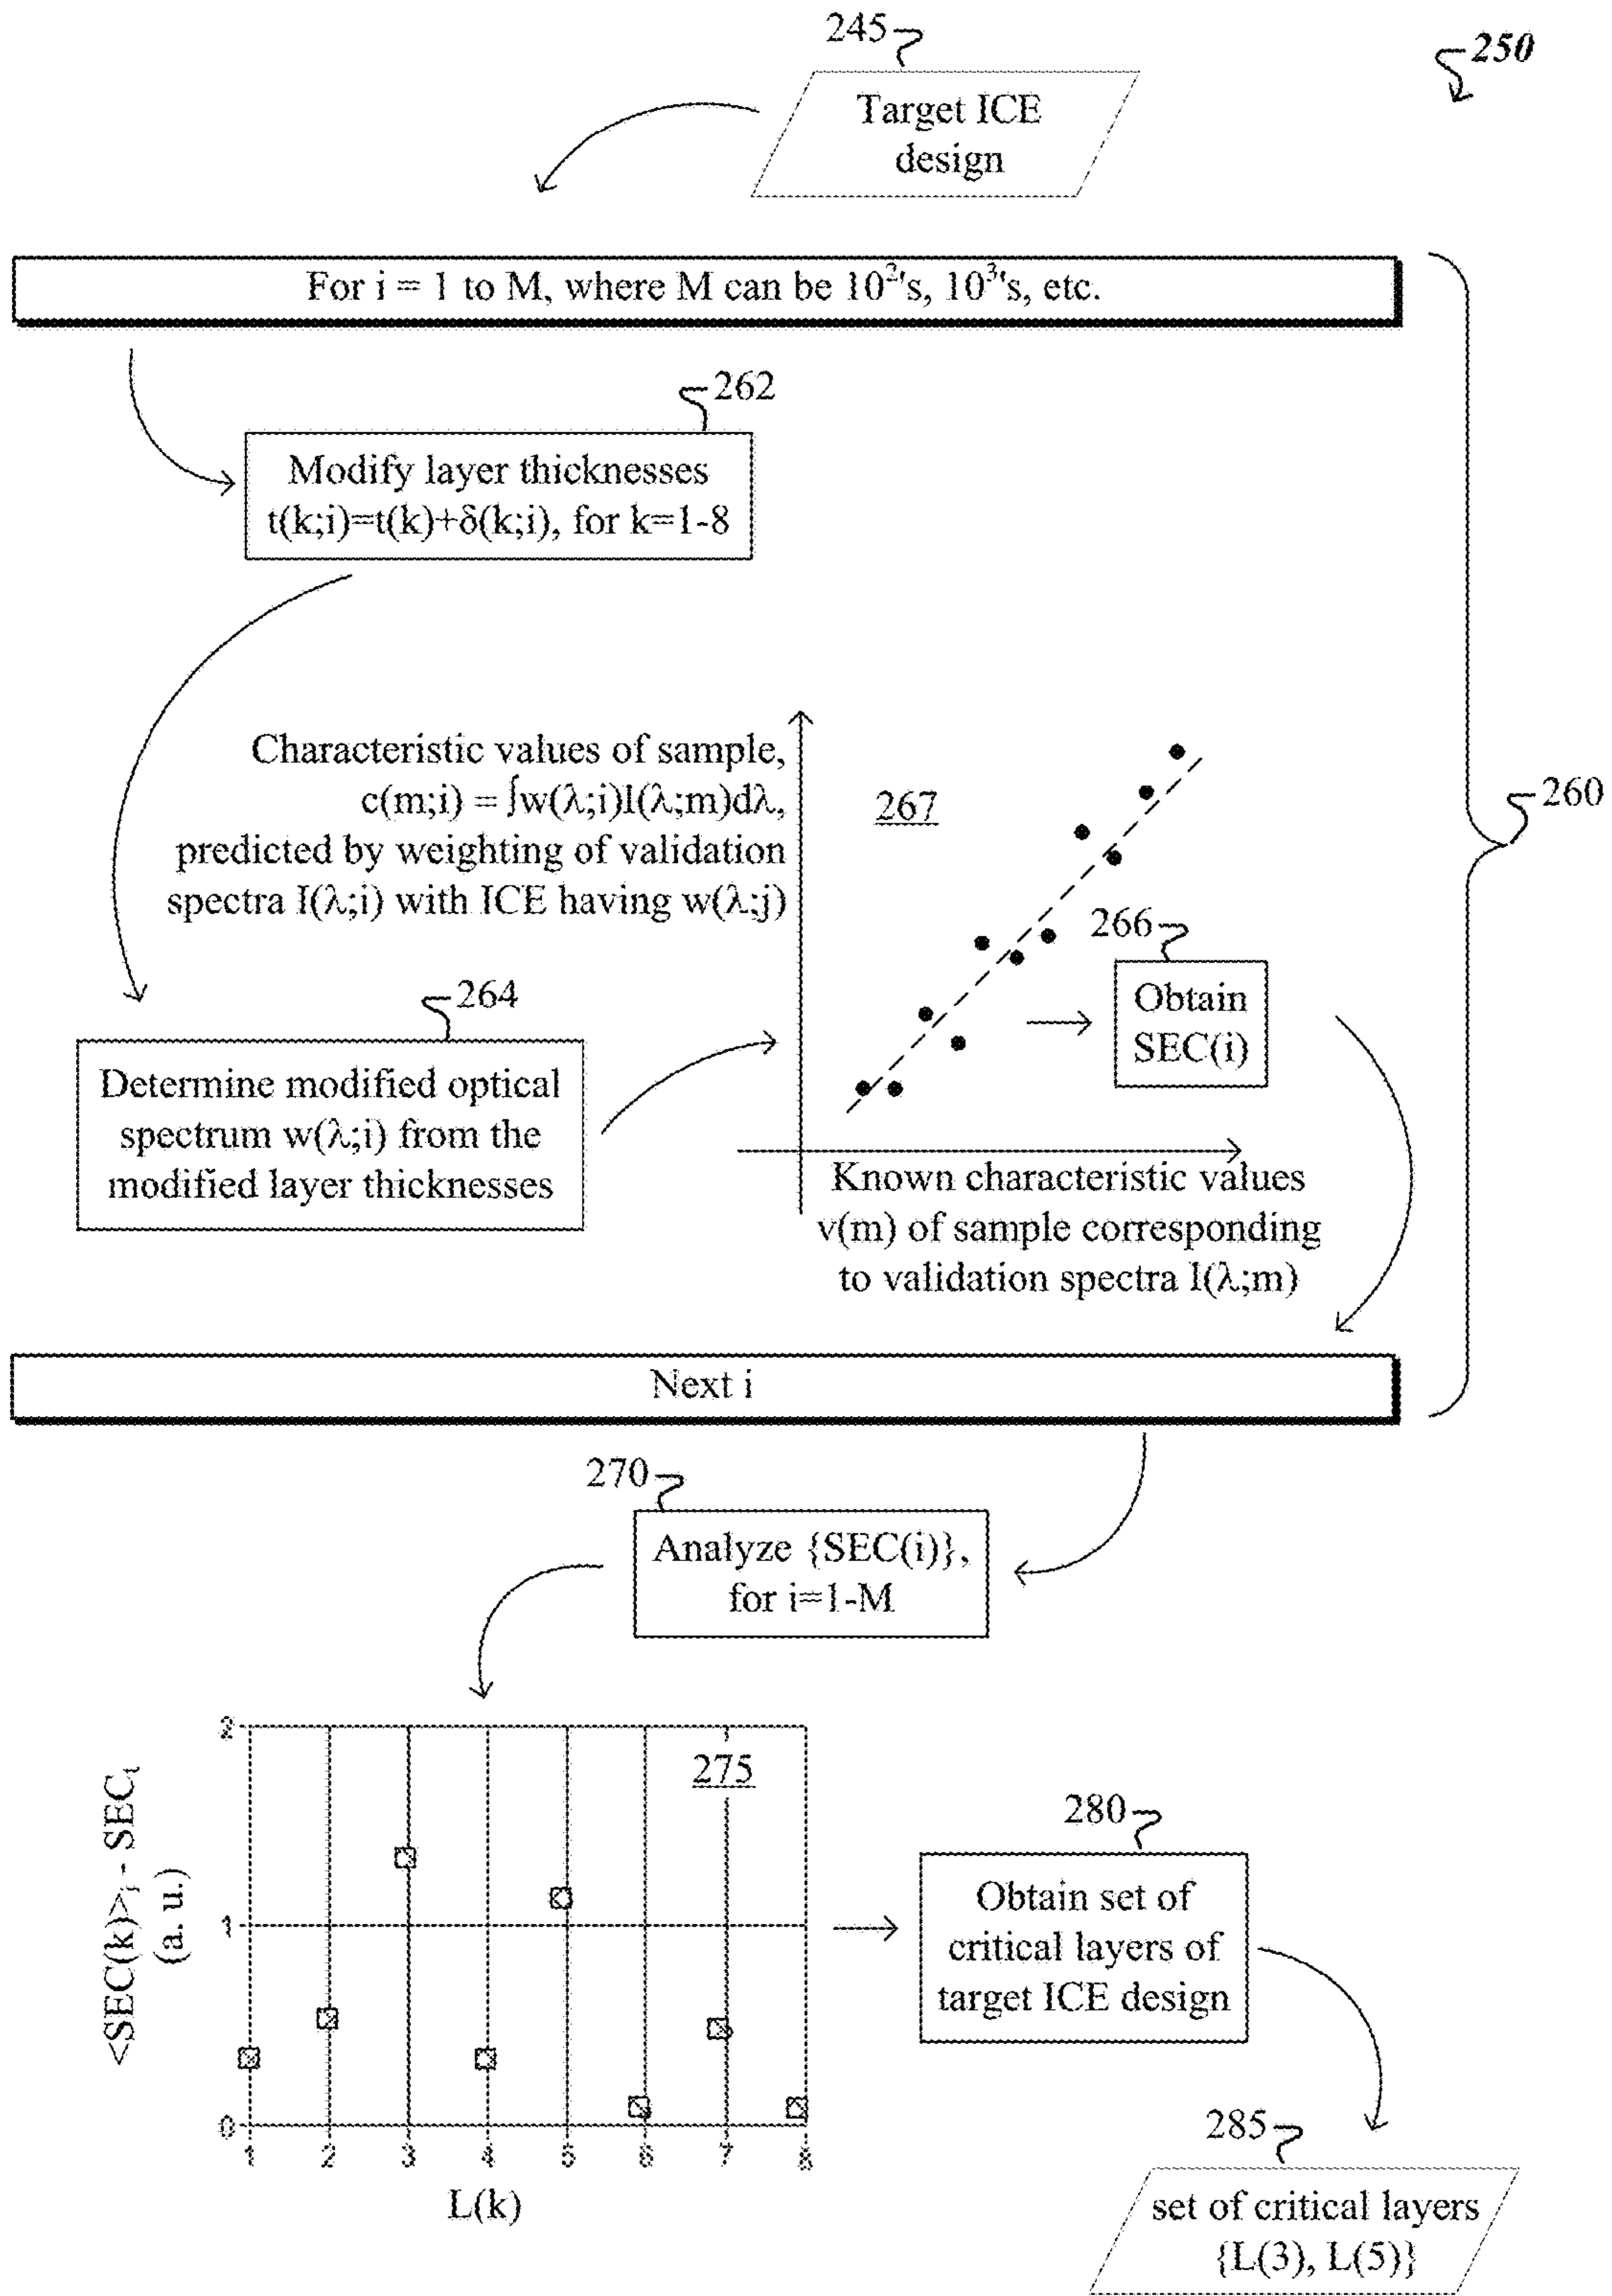 245
250
Target ICE
design
For i = 1 to M, where M can be 10²'s, 10³'s, etc.
262
Modify layer thicknesses
t(k;i)=t(k)+δ(k;i), for k=1-8
Characteristic values of sample,
c(m;i) = ∫w(λ;i)I(λ;m)dλ,
predicted by weighting of validation
spectra I(λ;i) with ICE having w(λ;j)
267
260
266
Obtain
SEC(i)
264
Determine modified optical
spectrum w(λ;i) from the
modified layer thicknesses
Known characteristic values
v(m) of sample corresponding
to validation spectra I(λ;m)
Next i
270
Analyze {SEC(i)},
for i=1-M
<SEC(k)>ᵢ - SECₜ
(a. u.)
2
1
0
275
1 2 3 4 5 6 7 8
L(k)
280
Obtain set of
critical layers of
target ICE design
285
set of critical layers
{L(3), L(5)}